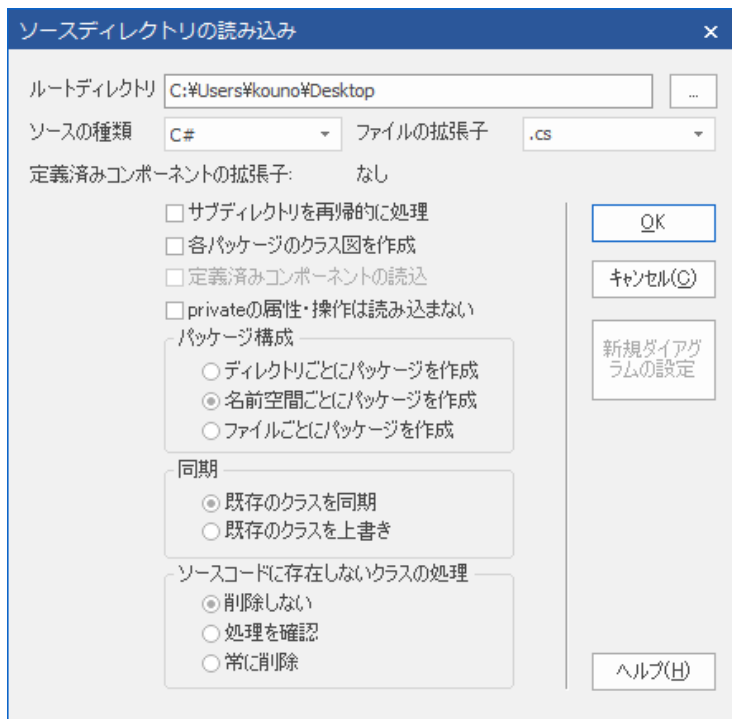 ソースディレクトリの読み込み
ルートディレクトリ C:¥Users¥kouno¥Desktop ...
ソースの種類 C# ファイルの拡張子 .cs
定義済みコンポーネントの拡張子: なし
サブディレクトリを再帰的に処理
OK
各パッケージのクラス図を作成
定義済みコンポーネントの読込
キャンセル(C)
privateの属性・操作は読み込まない
パッケージ構成
ディレクトリごとにパッケージを作成
名前空間ごとにパッケージを作成
ファイルごとにパッケージを作成
新規ダイアグ
ラムの設定
同期
既存のクラスを同期
既存のクラスを上書き
ソースコードに存在しないクラスの処理
削除しない
処理を確認
常に削除
ヘルプ(H)